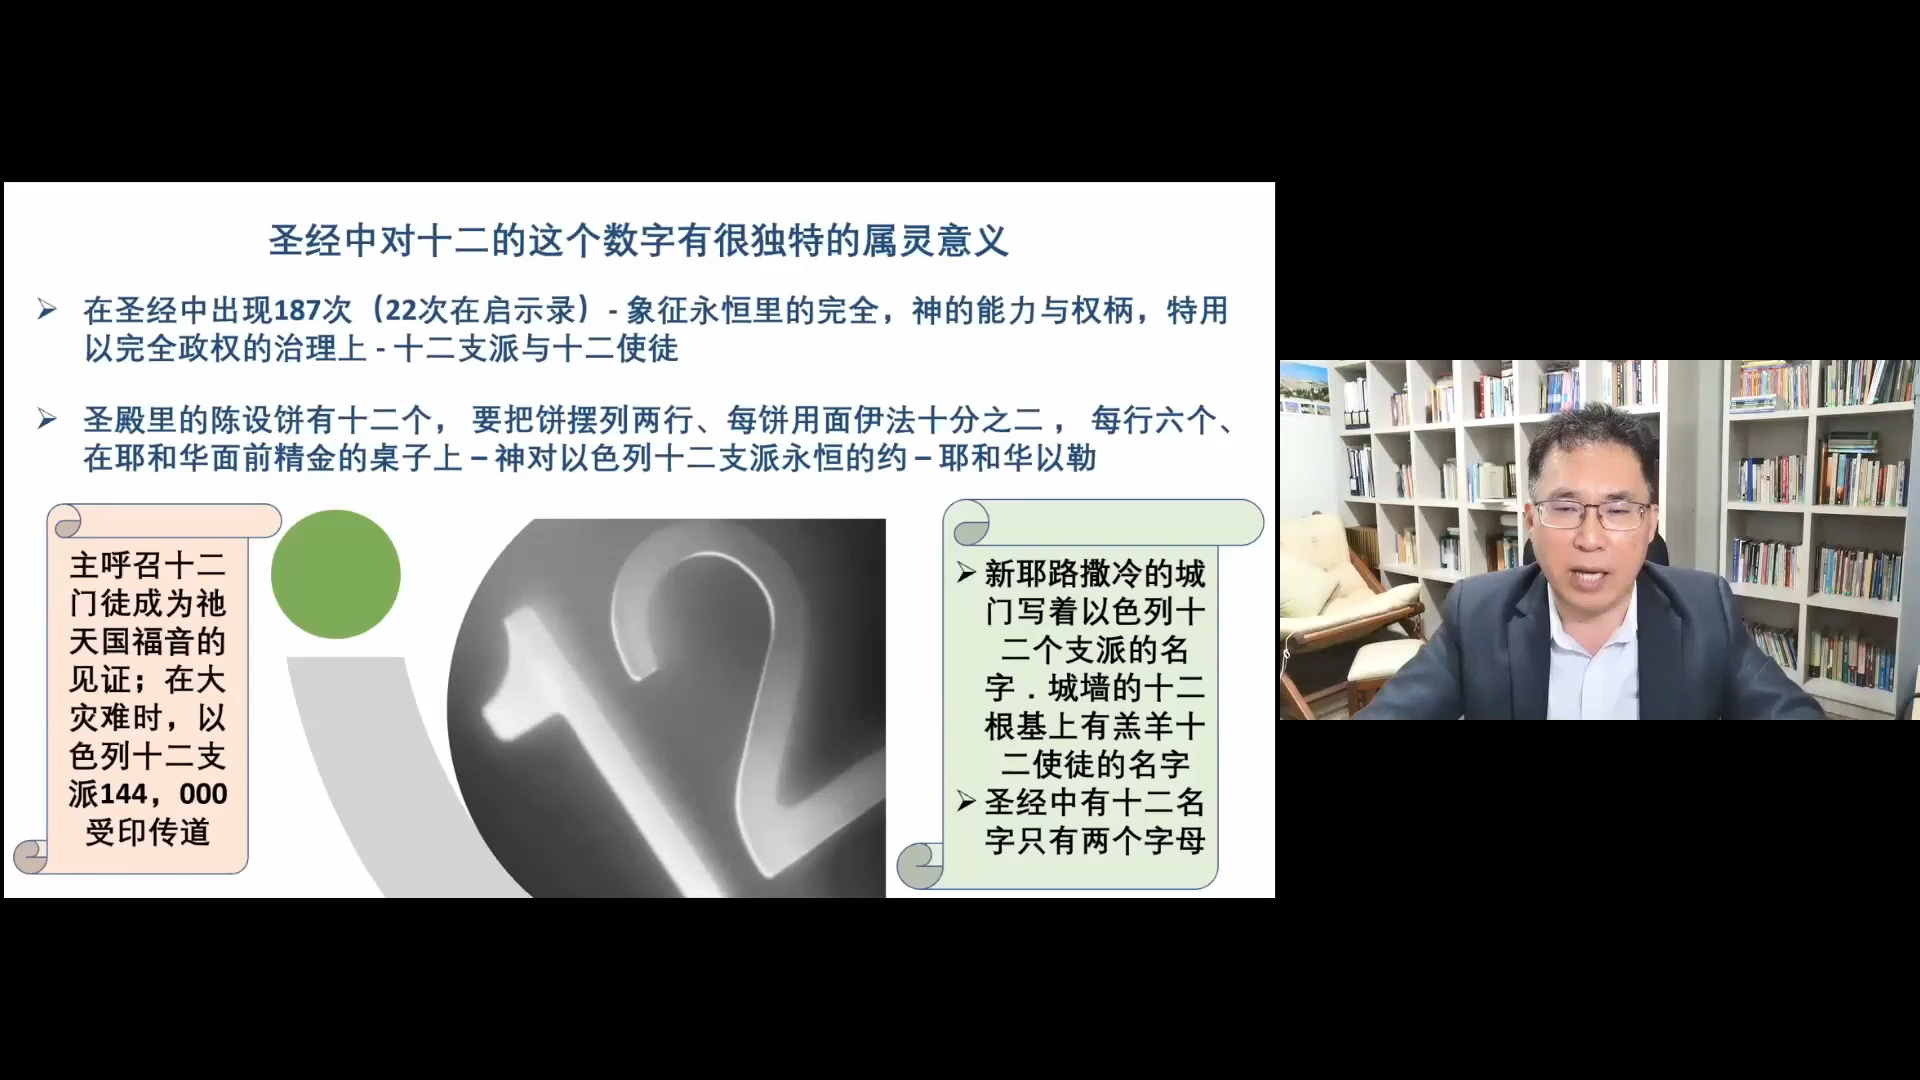 圣经中对十二的这个数字有很独特的属灵意义
➢ 在圣经中出现187次（22次在启示录）- 象征永恒里的完全，神的能力与权柄，特用
以完全政权的治理上 - 十二支派与十二使徒
➢ 圣殿里的陈设饼有十二个， 要把饼摆列两行、每饼用面伊法十分之二 ， 每行六个、
在耶和华面前精金的桌子上 – 神对以色列十二支派永恒的约 – 耶和华以勒
主呼召十二
门徒成为祂
天国福音的
见证；在大
灾难时，以
色列十二支
派144，000
受印传道
12
➢ 新耶路撒冷的城
门写着以色列十
二个支派的名
字．城墙的十二
根基上有羔羊十
二使徒的名字
➢ 圣经中有十二名
字只有两个字母